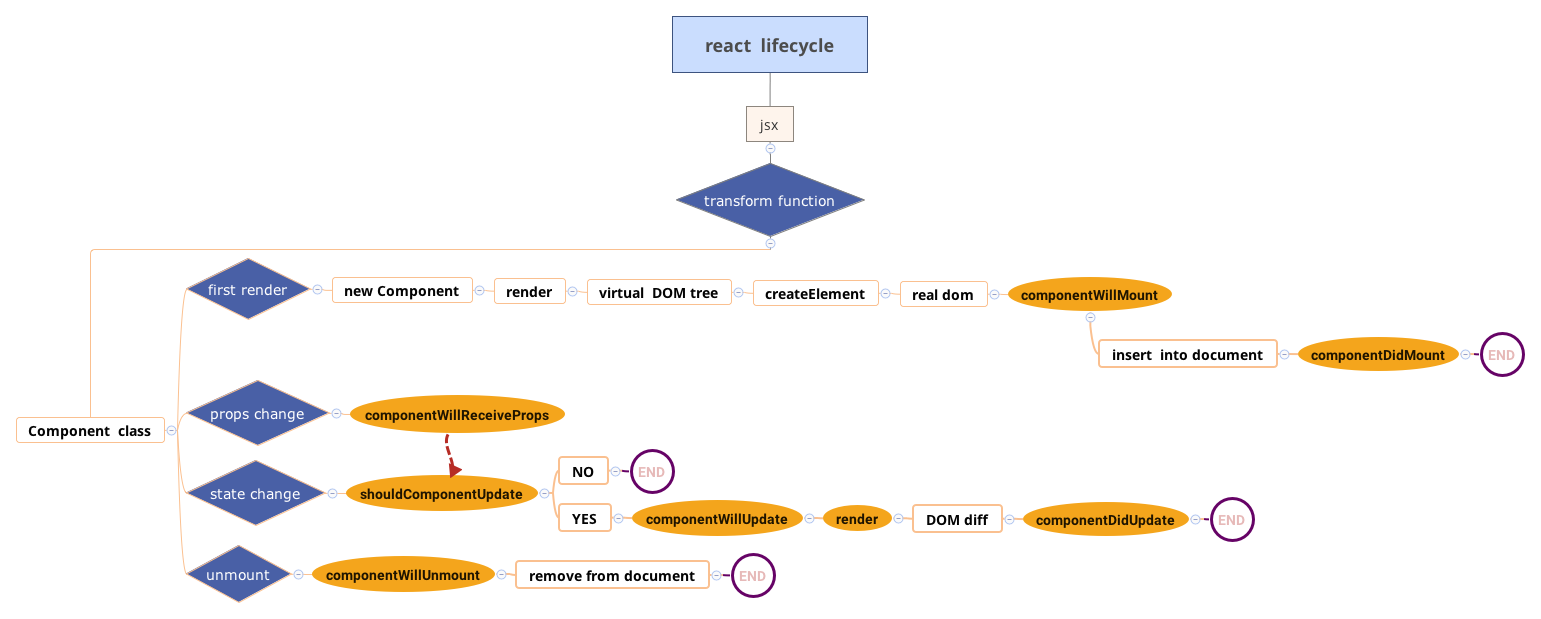 react lifecycle
jsx
transform function
first render
new Component
render
virtual DOM tree
createElement
real dom
componentWillMount
insert into document
componentDidMount
END
Component class
props change
componentWillReceiveProps
state change
shouldComponentUpdate
NO
END
YES
componentWillUpdate
render
DOM diff
componentDidUpdate
END
unmount
componentWillUnmount
remove from document
END